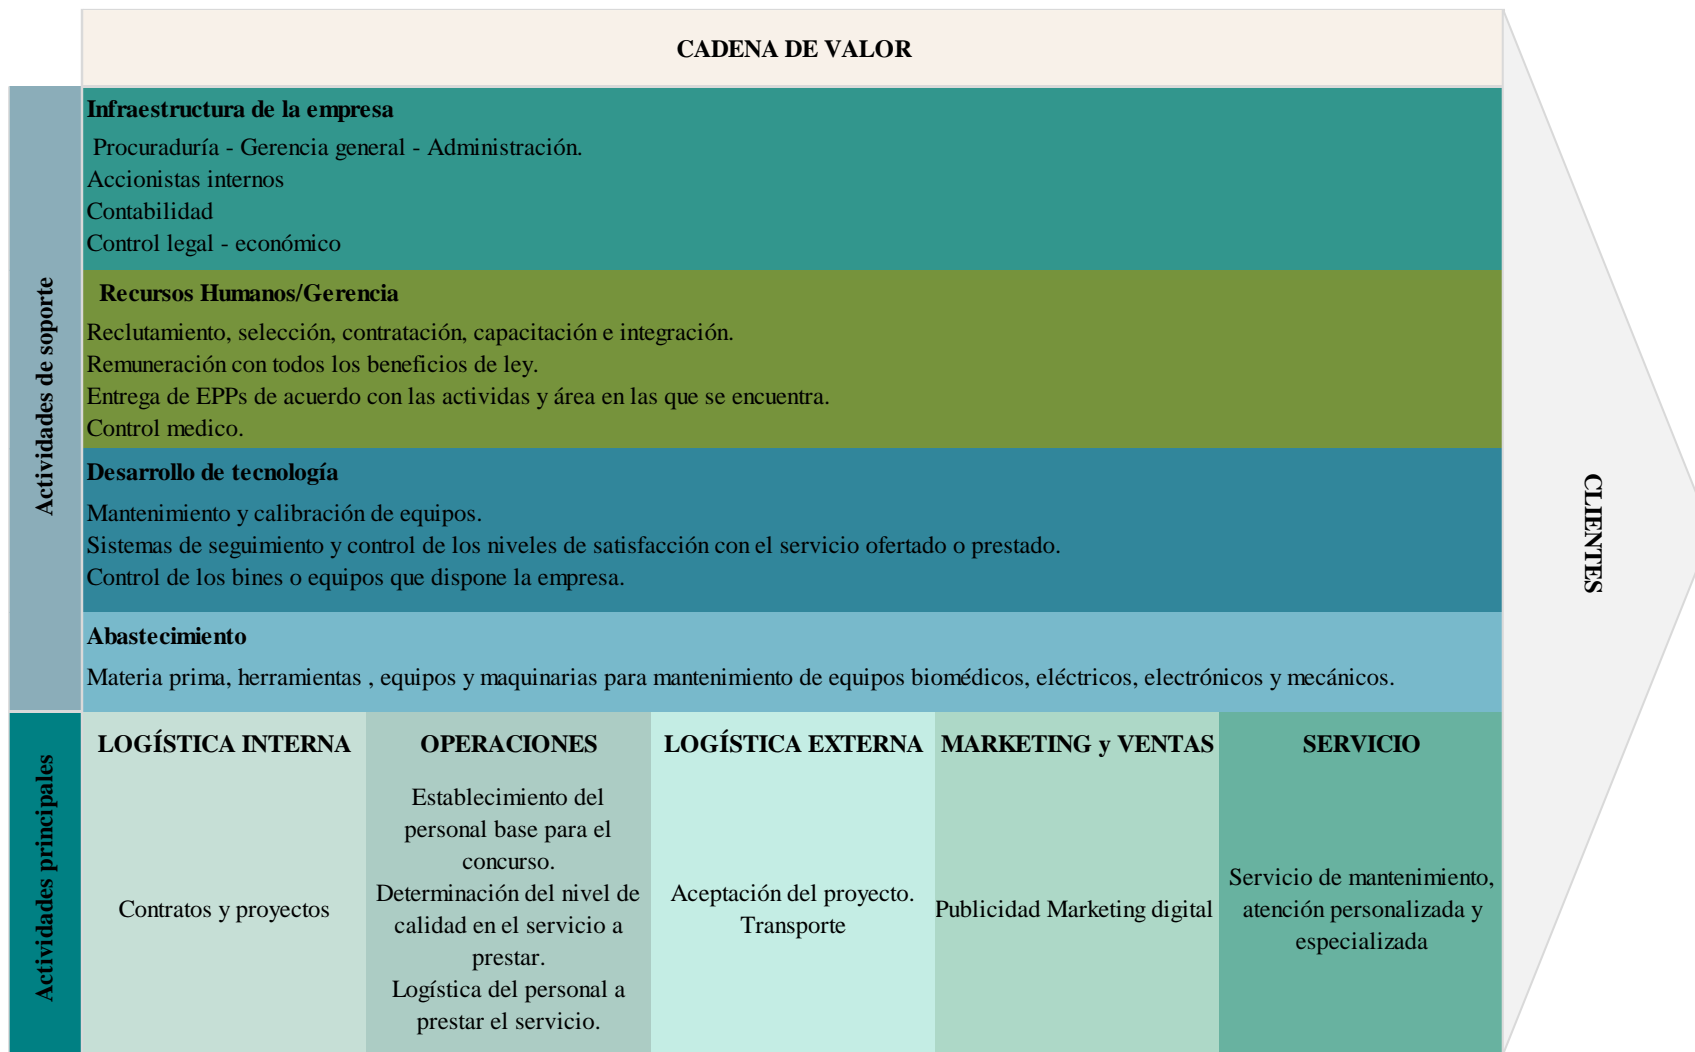 CADENA DE VALOR
Actividades de soporte
Infraestructura de la empresa
Procuraduría - Gerencia general - Administración.
Accionistas internos
Contabilidad
Control legal - económico
Recursos Humanos/Gerencia
Reclutamiento, selección, contratación, capacitación e integración.
Remuneración con todos los beneficios de ley.
Entrega de EPPs de acuerdo con las activides y área en las que se encuentra.
Control medico.
Desarrollo de tecnología
Mantenimiento y calibración de equipos.
Sistemas de seguimiento y control de los niveles de satisfacción con el servicio ofertado o prestado.
Control de los bines o equipos que dispone la empresa.
Abastecimiento
Materia prima, herramientas , equipos y maquinarias para mantenimiento de equipos biomédicos, eléctricos, electrónicos y mecánicos.
Actividades principales
LOGÍSTICA INTERNA
Contratos y proyectos
OPERACIONES
Establecimiento del
personal base para el
concurso.
Determinación del nivel de
calidad en el servicio a
prestar.
Logística del personal a
prestar el servicio.
LOGÍSTICA EXTERNA
Aceptación del proyecto.
Transporte
MARKETING y VENTAS
Publicidad Marketing digital
SERVICIO
Servicio de mantenimiento,
atención personalizada y
especializada
CLIENTES